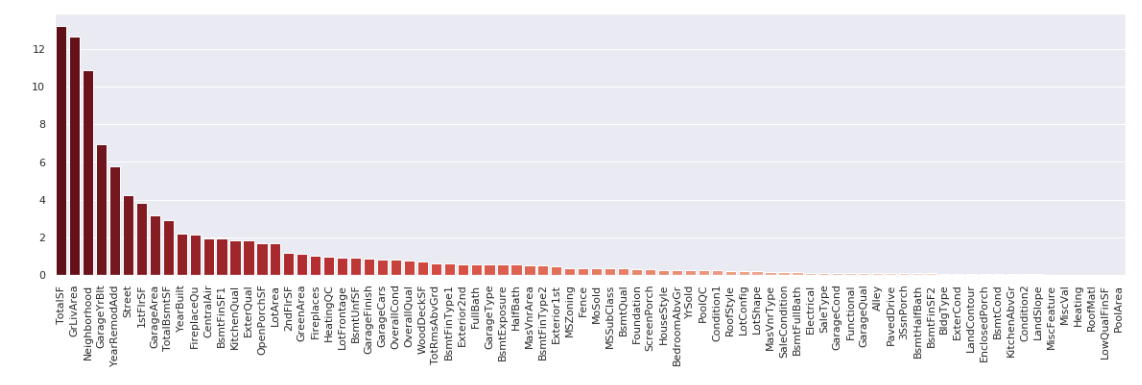 12
10
8
6
4
2
0
TotalSF
GrLivArea
Neighborhood
GarageYrBlt
YearRemodAdd
Street
1stFlrSF
GarageArea
TotalBsmtSF
YearBuilt
FireplaceQu
CentralAir
BsmtFinSF1
KitchenQual
ExterQual
OpenPorchSF
LotArea
2ndFlrSF
GreenArea
Fireplaces
HeatingQC
LotFrontage
BsmtUnfSF
GarageFinish
GarageCars
OverallCond
OverallQual
WoodDeckSF
TotRmsAbvGrd
BsmtFinType1
Exterior2nd
FullBath
GarageType
BsmtExposure
HalfBath
MasVnrArea
BsmtFinType2
Exterior1st
MSZoning
Fence
MoSold
MSSubClass
BsmtQual
Foundation
ScreenPorch
HouseStyle
BedroomAbvGr
YrSold
PoolQC
Condition1
RoofStyle
LotConfig
LotShape
MasVnrType
SaleCondition
BsmtFullBath
Electrical
SaleType
GarageCond
Functional
GarageQual
Alley
PavedDrive
3SsnPorch
BsmtHalfBath
BsmtFinSF2
BldgType
ExterCond
LandContour
EnclosedPorch
BsmtCond
KitchenAbvGr
Condition2
LandSlope
MiscFeature
MiscVal
Heating
RoofMatl
LowQualFinSF
PoolArea